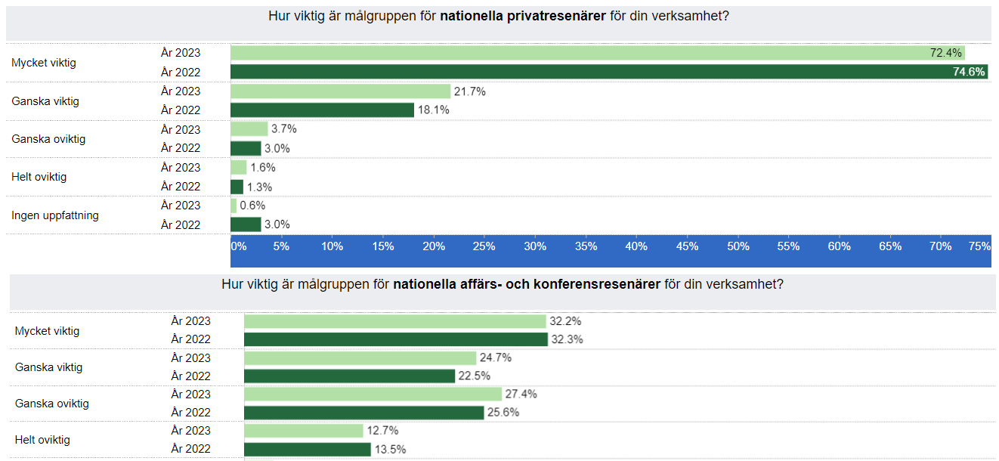 Hur viktig är målgruppen för nationella privatresenärer för din verksamhet?
Mycket viktig
År 2023
72.4%
År 2022
74.6%
Ganska viktig
År 2023
21.7%
År 2022
18.1%
Ganska oviktig
År 2023
3.7%
År 2022
3.0%
Helt oviktig
År 2023
1.6%
År 2022
1.3%
Ingen uppfattning
År 2023
0.6%
År 2022
3.0%
0% 5% 10% 15% 20% 25% 30% 35% 40% 45% 50% 55% 60% 65% 70% 75%
Hur viktig är målgruppen för nationella affärs- och konferensresenärer för din verksamhet?
Mycket viktig
År 2023
32.2%
År 2022
32.3%
Ganska viktig
År 2023
24.7%
År 2022
22.5%
Ganska oviktig
År 2023
27.4%
År 2022
25.6%
Helt oviktig
År 2023
12.7%
År 2022
13.5%